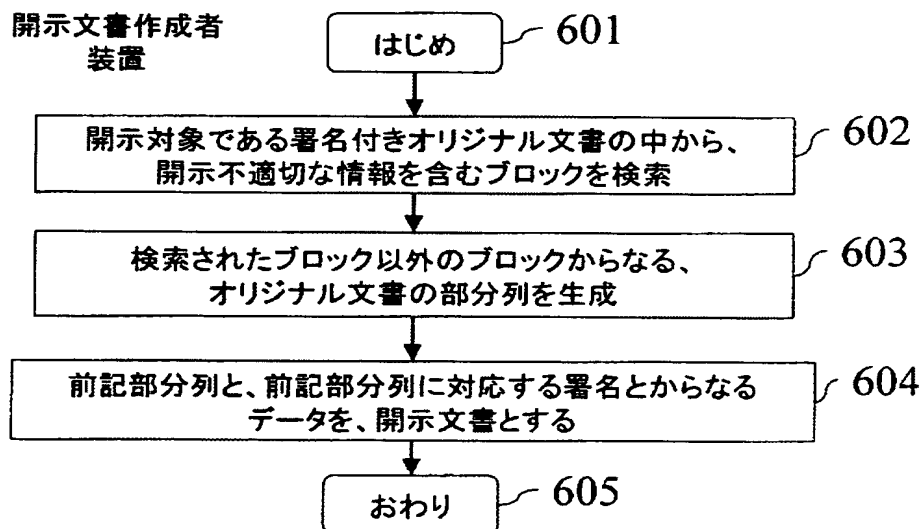 開示文書作成者
装置
はじめ
601
開示対象である署名付きオリジナル文書の中から、
開示不適切な情報を含むブロックを検索
602
検索されたブロック以外のブロックからなる、
オリジナル文書の部分列を生成
603
前記部分列と、前記部分列に対応する署名とからなる
データを、開示文書とする
604
おわり
605